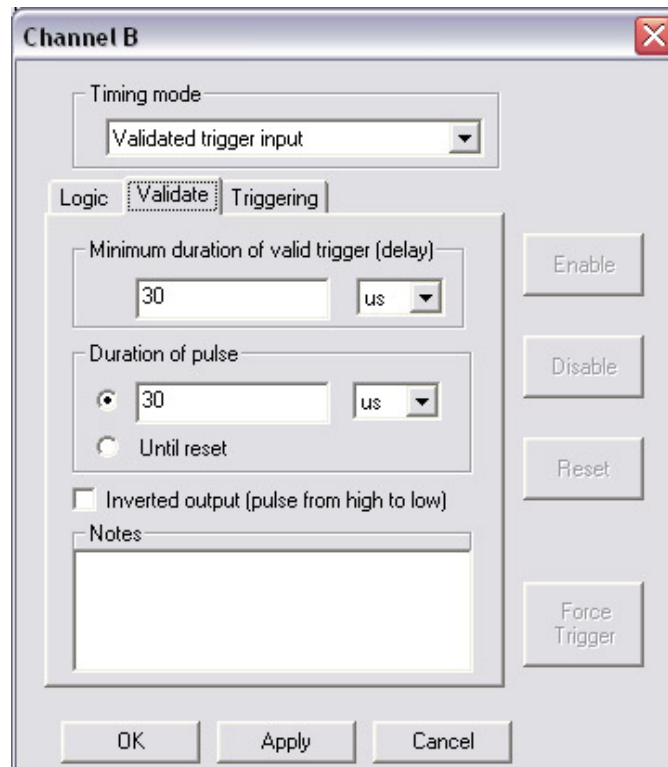 Channel B
Timing mode
Validated trigger input
Logic Validate Triggering
Minimum duration of valid trigger (delay)
30 us
Duration of pulse
30 us
Until reset
Inverted output (pulse from high to low)
Notes
Enable
Disable
Reset
Force
Trigger
OK Apply Cancel